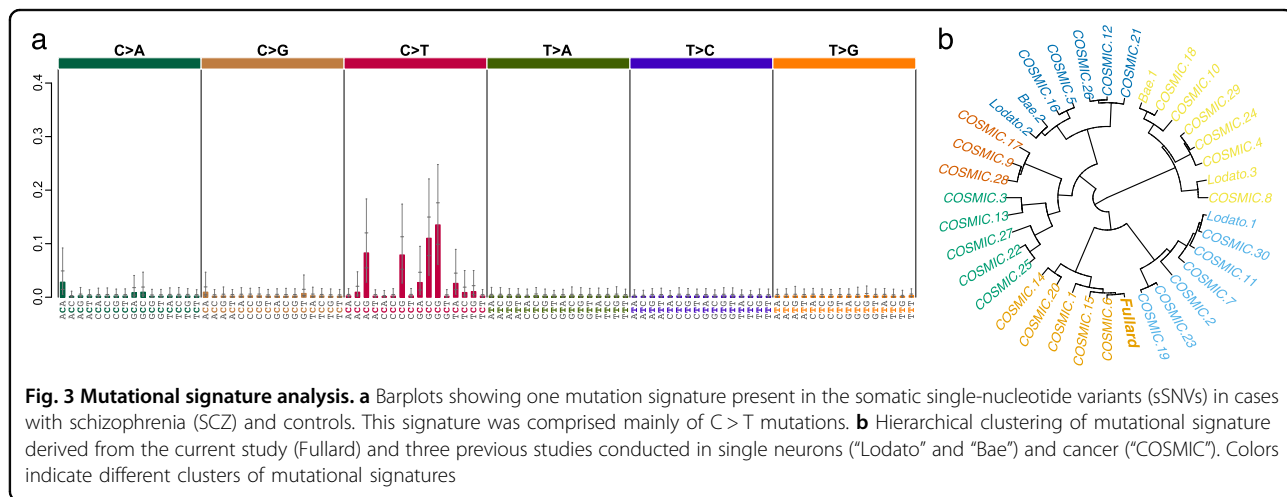 a
C>A C>G C>T T>A T>C T>G
0.4
0.3
0.2
0.1
0.0
b
COSMIC.12
COSMIC.21
COSMIC.26
COSMIC.5
COSMIC.16
Bae.2
Lodato.2
COSMIC.17
COSMIC.9
COSMIC.28
COSMIC.3
COSMIC.13
COSMIC.27
COSMIC.22
COSMIC.25
COSMIC.14
COSMIC.20
COSMIC.1
COSMIC.15
COSMIC.6
Fullard
COSMIC.19
COSMIC.23
COSMIC.2
COSMIC.7
COSMIC.11
COSMIC.30
Lodato.1
COSMIC.8
Lodato.3
COSMIC.4
COSMIC.24
COSMIC.29
COSMIC.10
COSMIC.18
Bae.1
Fig. 3 Mutational signature analysis. a Barplots showing one mutation signature present in the somatic single-nucleotide variants (sSNVs) in cases
with schizophrenia (SCZ) and controls. This signature was comprised mainly of C > T mutations. b Hierarchical clustering of mutational signature
derived from the current study (Fullard) and three previous studies conducted in single neurons ("Lodato" and "Bae") and cancer ("COSMIC"). Colors
indicate different clusters of mutational signatures